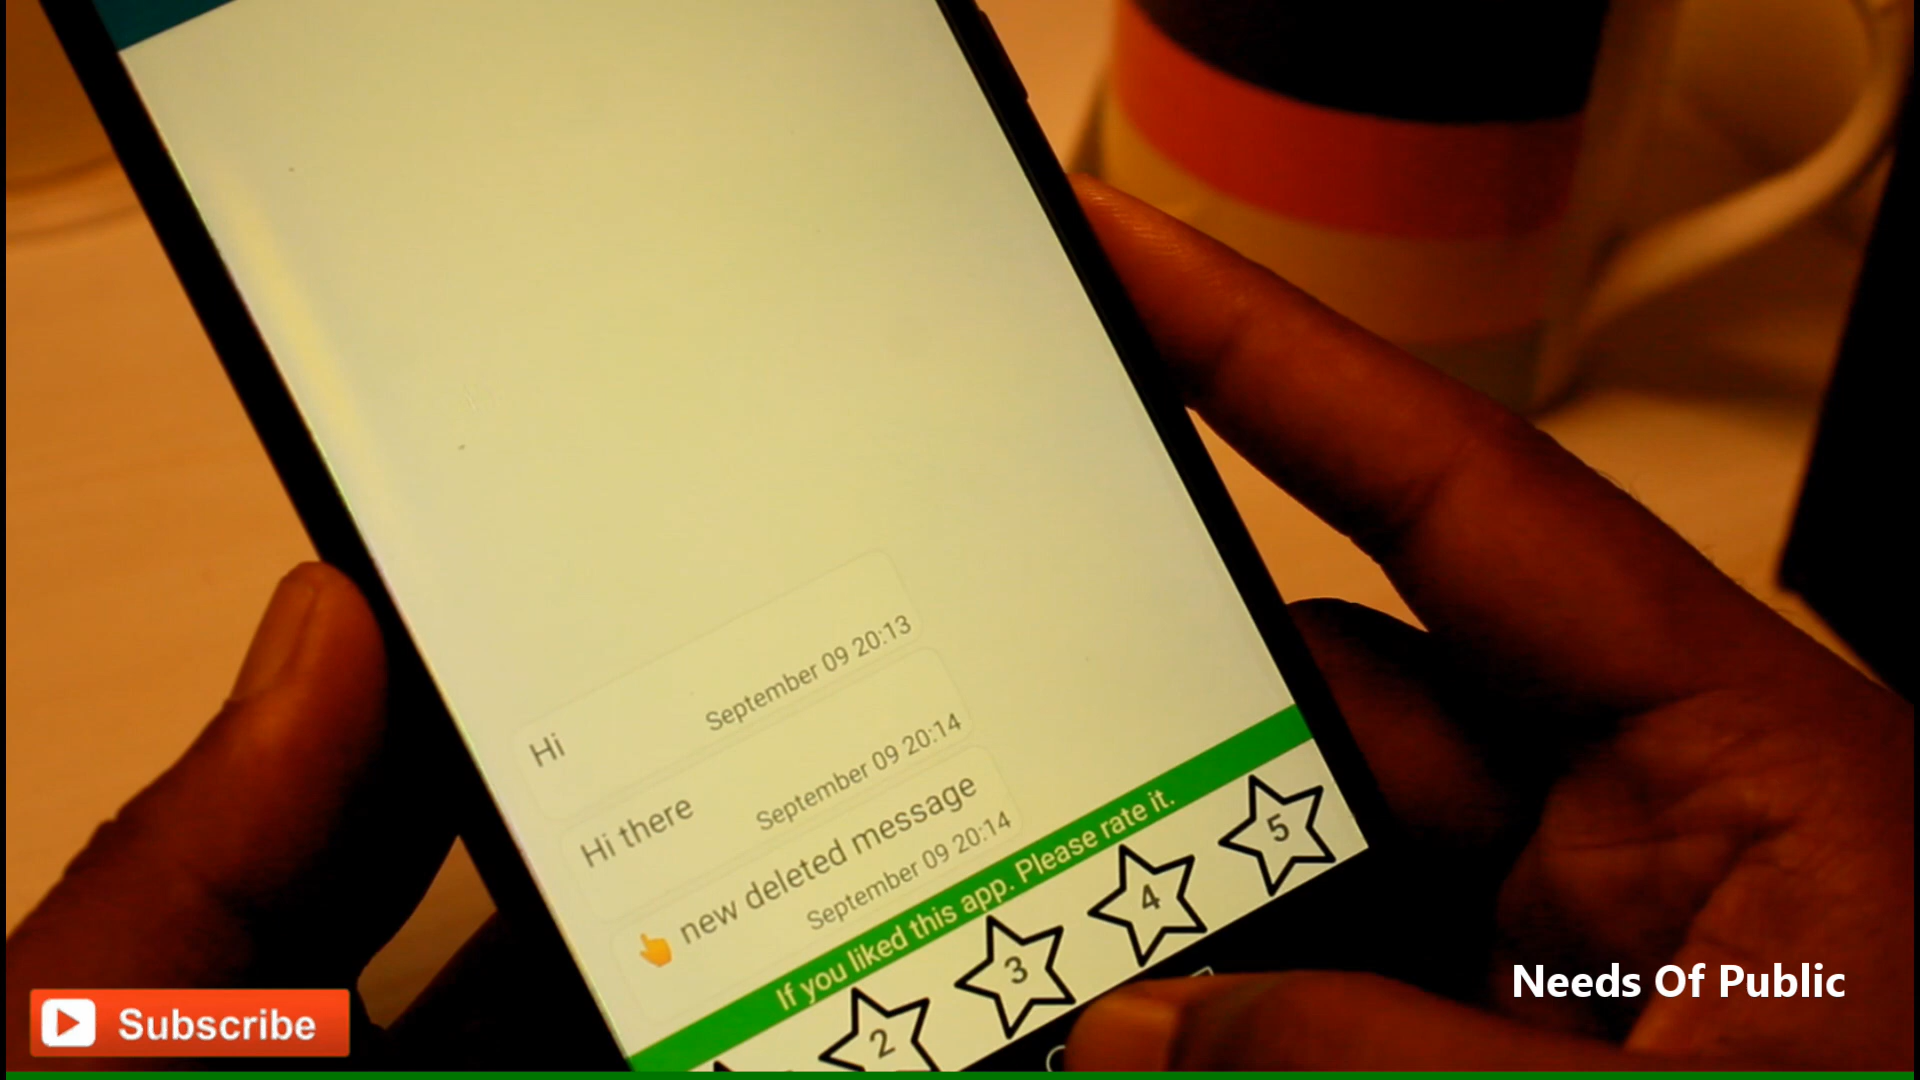 Hi
September 09 20:13
Hi there
September 09 20:14
👆 new deleted message
September 09 20:14
If you liked this app. Please rate it.
2
3
4
5
Subscribe
Needs Of Public